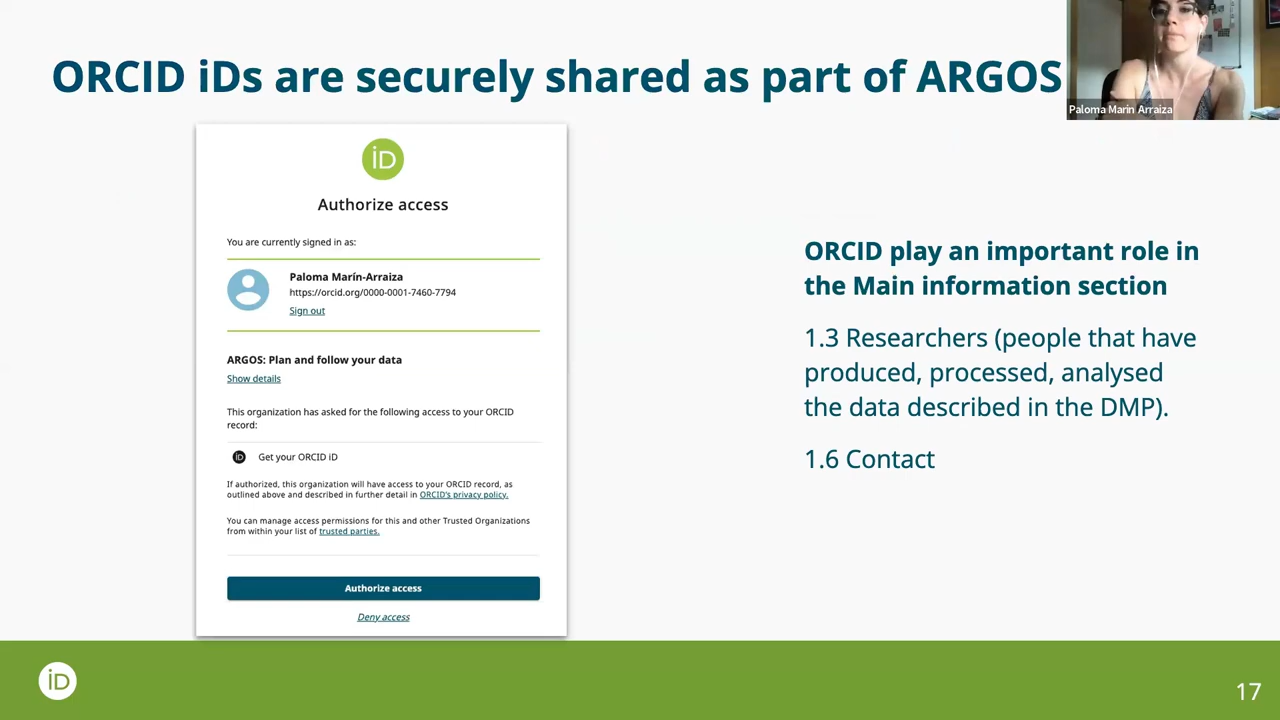 ORCID iDs are securely shared as part of ARGOS
Paloma Marín Arraiza
iD
Authorize access
You are currently signed in as:
Paloma Marín-Arraiza
https://orcid.org/0000-0001-7460-7794
Sign out
ARGOS: Plan and follow your data
Show details
This organization has asked for the following access to your ORCID
record:
iD Get your ORCID iD
If authorized, this organization will have access to your ORCID record, as
outlined above and described in further detail in ORCID's privacy policy.
You can manage access permissions for this and other Trusted Organizations
from within your list of trusted parties.
Authorize access
Deny access
ORCID play an important role in
the Main information section
1.3 Researchers (people that have
produced, processed, analysed
the data described in the DMP).
1.6 Contact
iD
17